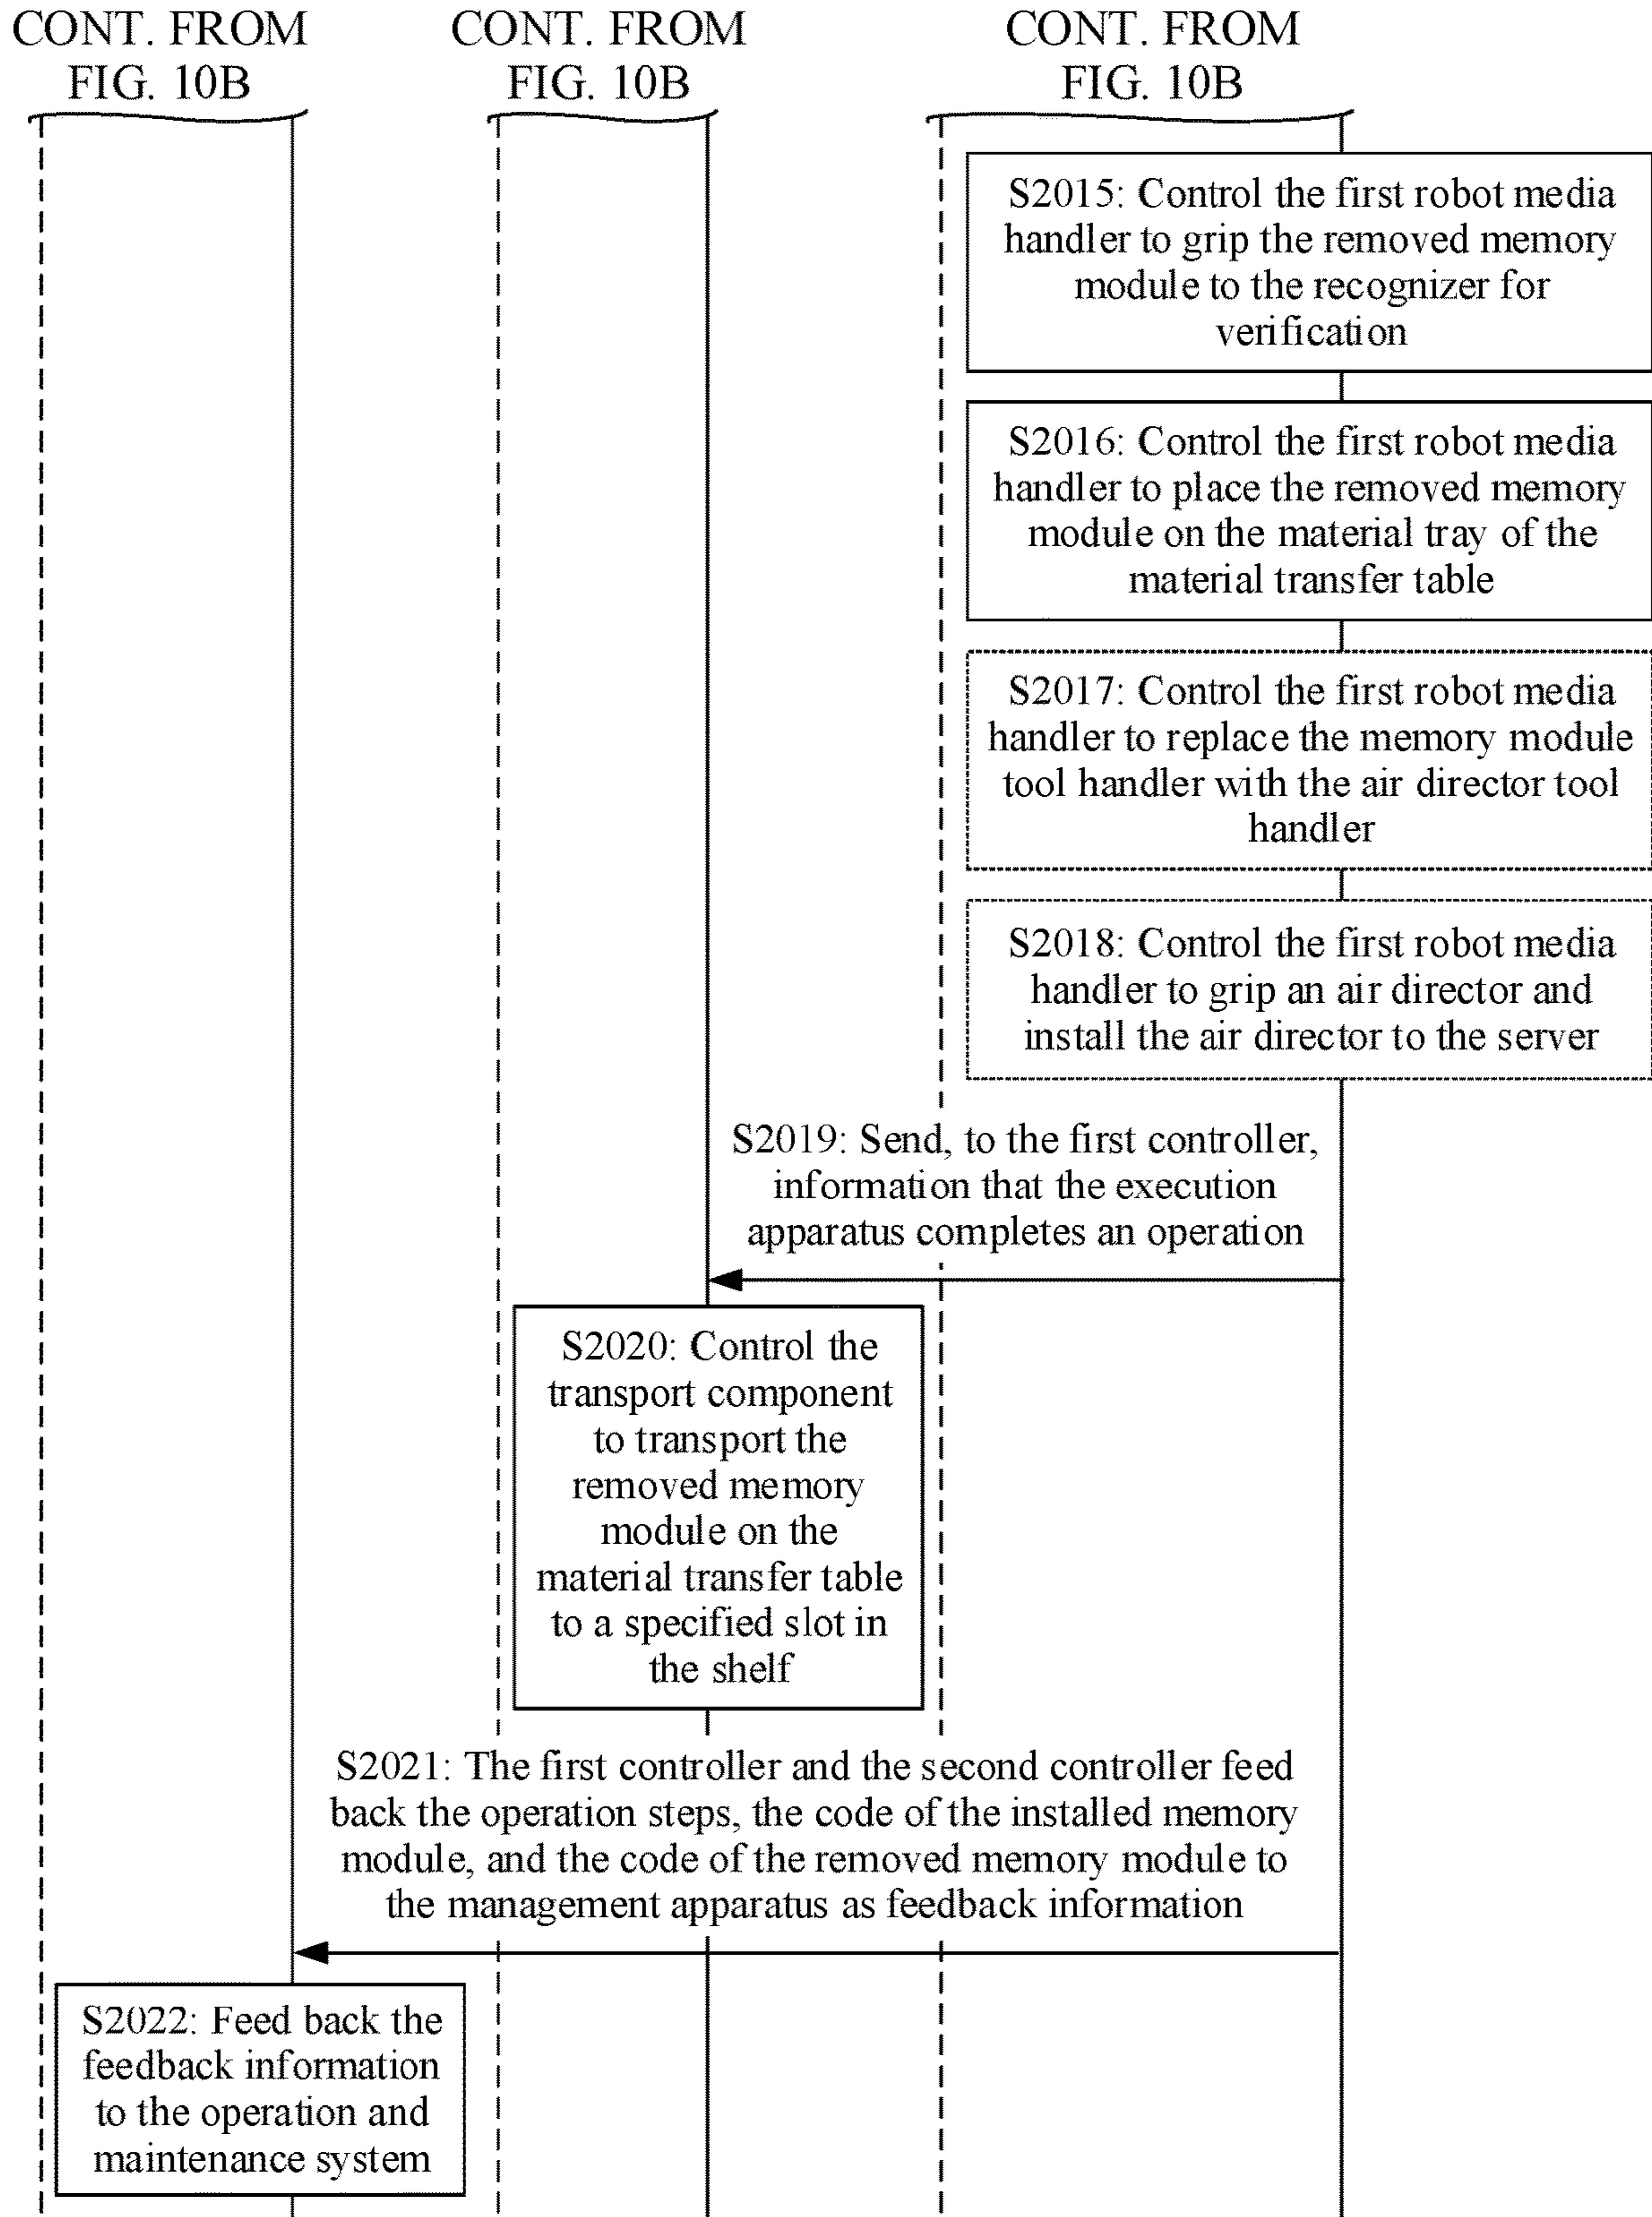 CONT. FROM
FIG. 10B
CONT. FROM
FIG. 10B
CONT. FROM
FIG. 10B
S2015: Control the first robot media
handler to grip the removed memory
module to the recognizer for
verification
S2016: Control the first robot media
handler to place the removed memory
module on the material tray of the
material transfer table
S2017: Control the first robot media
handler to replace the memory module
tool handler with the air director tool
handler
S2018: Control the first robot media
handler to grip an air director and
install the air director to the server
S2019: Send, to the first controller,
information that the execution
apparatus completes an operation
S2020: Control the
transport component
to transport the
removed memory
module on the
material transfer table
to a specified slot in
the shelf
S2021: The first controller and the second controller feed
back the operation steps, the code of the installed memory
module, and the code of the removed memory module to
the management apparatus as feedback information
S2022: Feed back the
feedback information
to the operation and
maintenance system